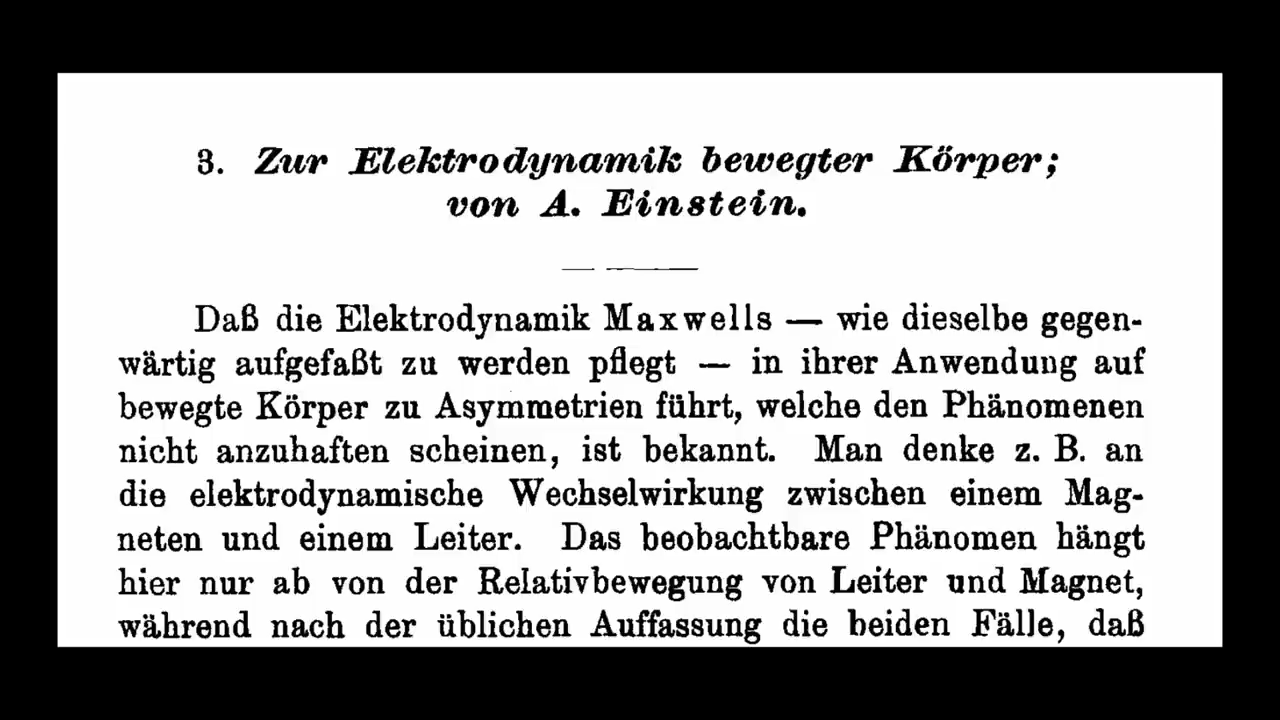 3. Zur Elektrodynamik bewegter Körper;
von A. Einstein.
Daß die Elektrodynamik Maxwells — wie dieselbe gegen-
wärtig aufgefaßt zu werden pflegt — in ihrer Anwendung auf
bewegte Körper zu Asymmetrien führt, welche den Phänomenen
nicht anzuhaften scheinen, ist bekannt. Man denke z. B. an
die elektrodynamische Wechselwirkung zwischen einem Mag-
neten und einem Leiter. Das beobachtbare Phänomen hängt
hier nur ab von der Relativbewegung von Leiter und Magnet,
während nach der üblichen Auffassung die beiden Fälle, daß